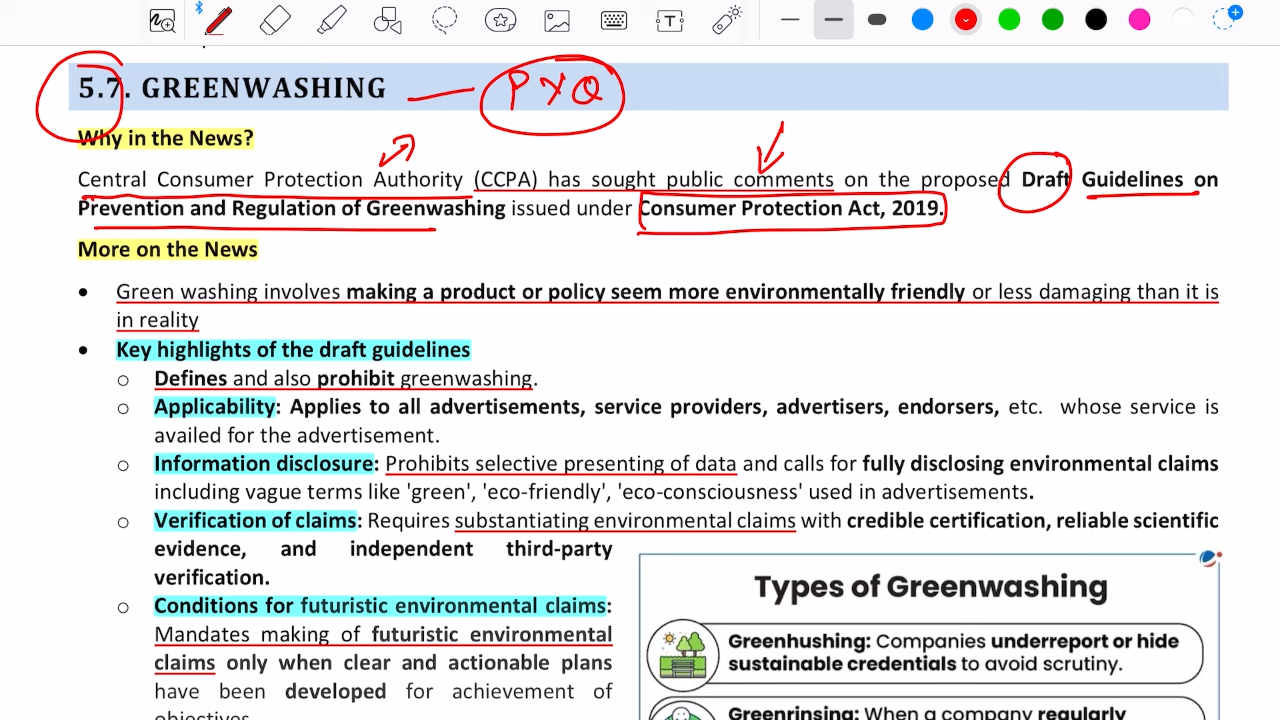 5.7. GREENWASHING — PYQ
Why in the News?
Central Consumer Protection Authority (CCPA) has sought public comments on the proposed Draft Guidelines on
Prevention and Regulation of Greenwashing issued under Consumer Protection Act, 2019.
More on the News
• Green washing involves making a product or policy seem more environmentally friendly or less damaging than it is
in reality
• Key highlights of the draft guidelines
o Defines and also prohibit greenwashing.
o Applicability: Applies to all advertisements, service providers, advertisers, endorsers, etc. whose service is
availed for the advertisement.
o Information disclosure: Prohibits selective presenting of data and calls for fully disclosing environmental claims
including vague terms like 'green', 'eco-friendly', 'eco-consciousness' used in advertisements.
o Verification of claims: Requires substantiating environmental claims with credible certification, reliable scientific
evidence, and independent third-party
verification.
o Conditions for futuristic environmental claims:
Mandates making of futuristic environmental
claims only when clear and actionable plans
have been developed for achievement of
objectives
Types of Greenwashing
Greenhushing: Companies underreport or hide
sustainable credentials to avoid scrutiny.
Greenrinsing: When a company regularly